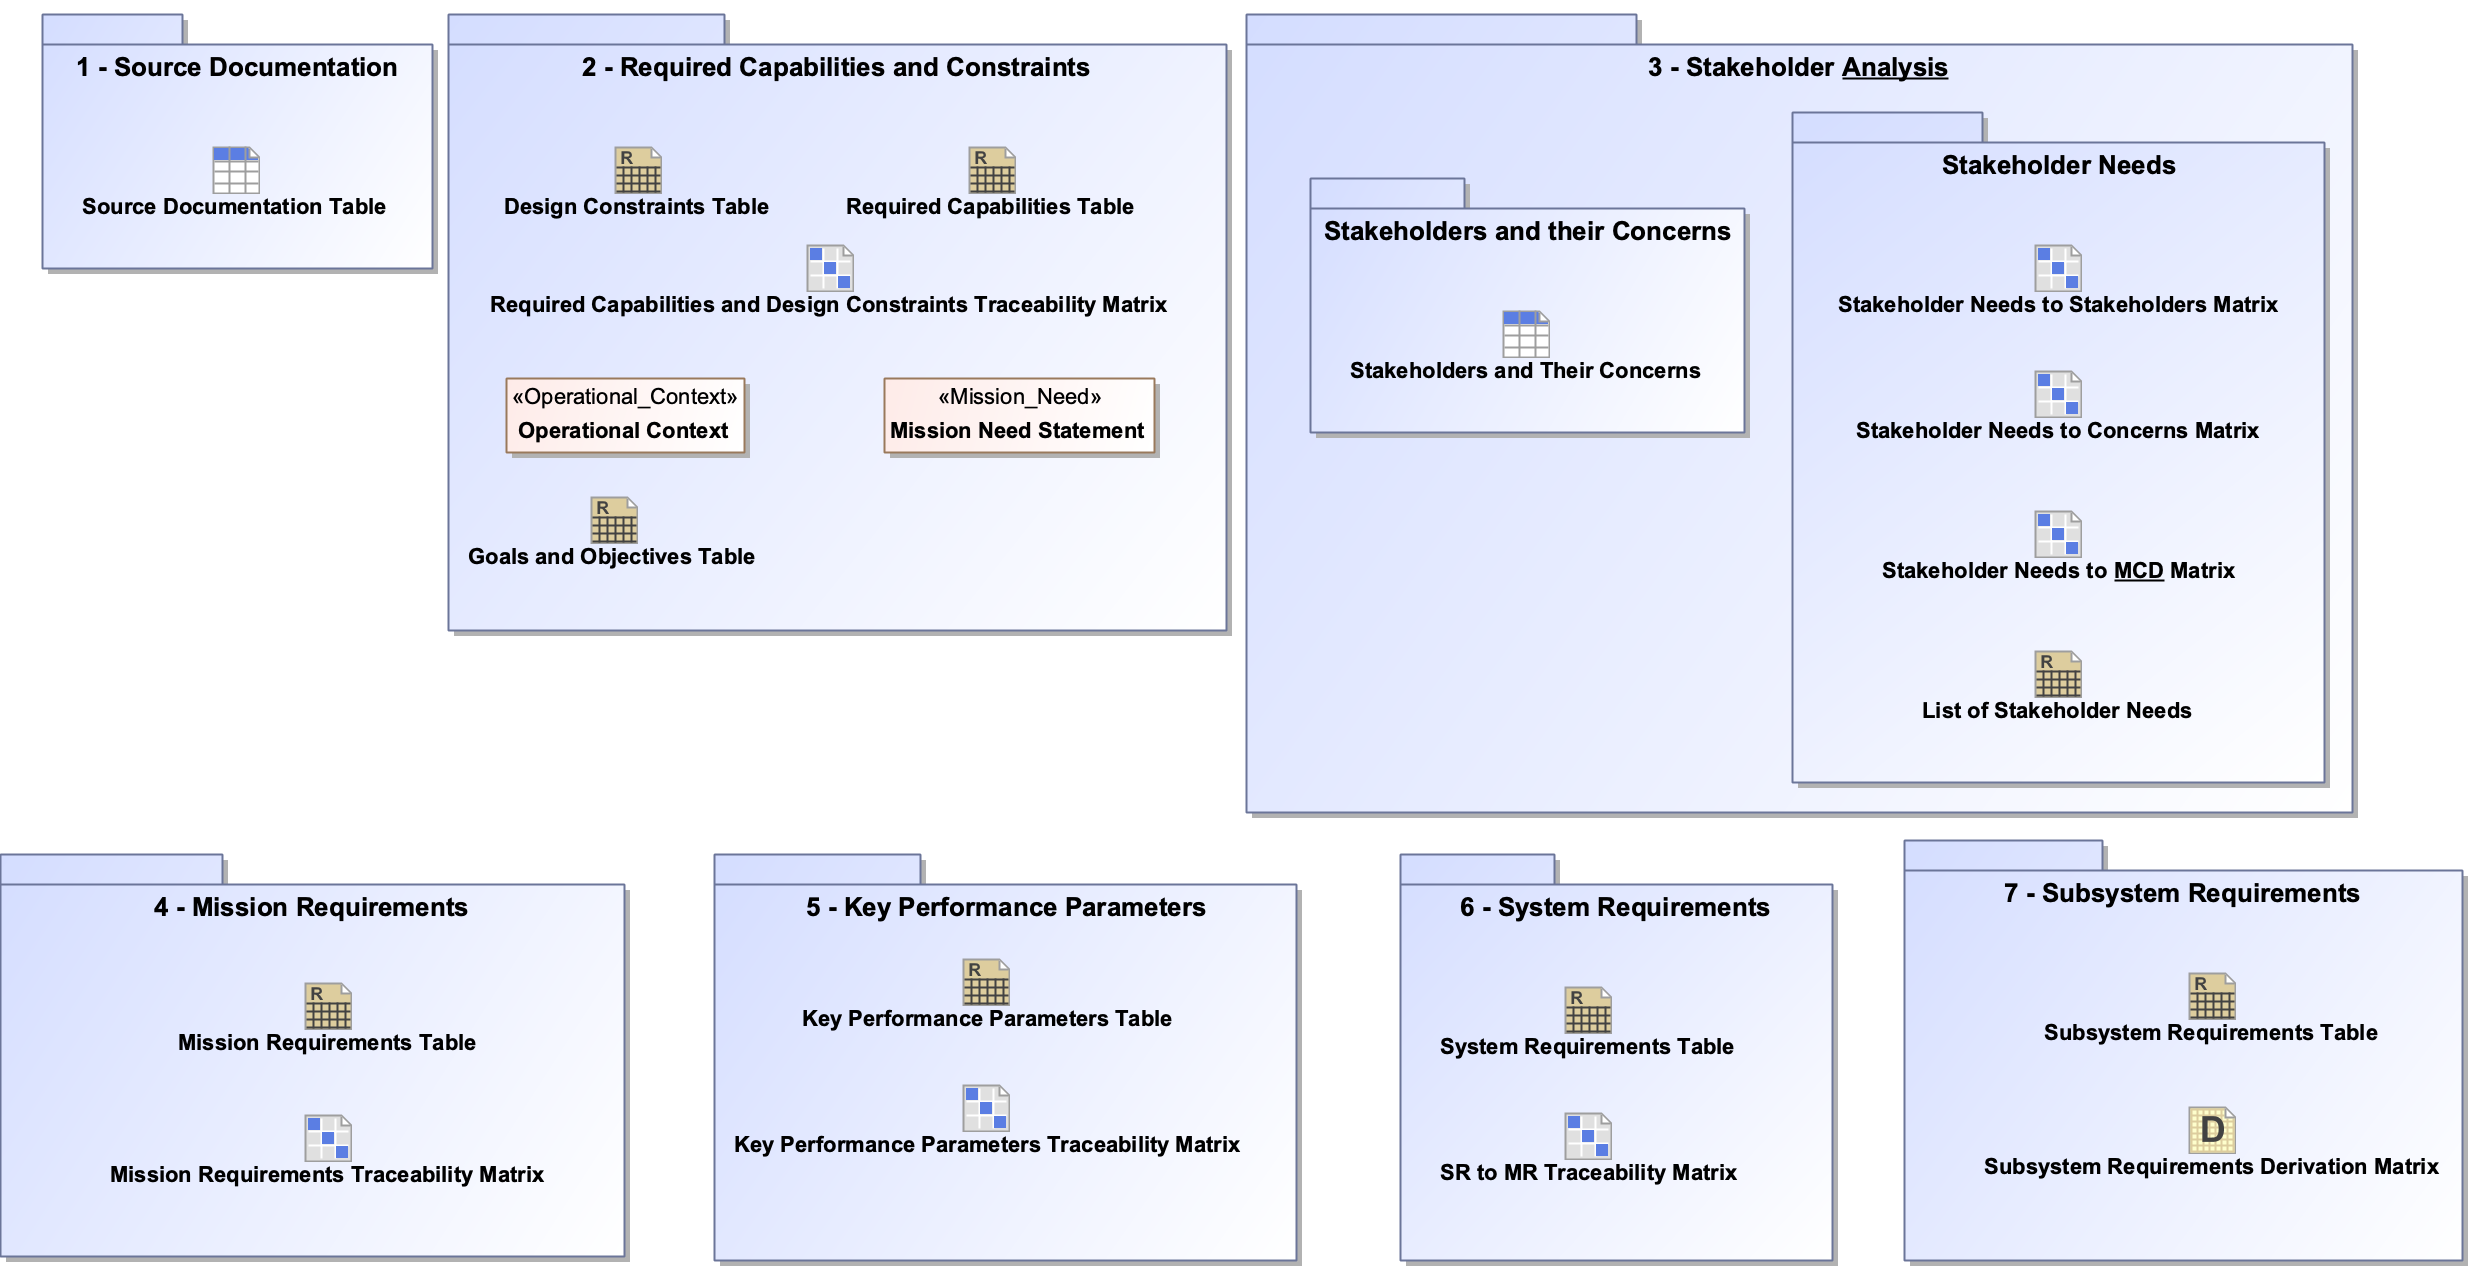 1 - Source Documentation
Source Documentation Table
2 - Required Capabilities and Constraints
R
Design Constraints Table
R
Required Capabilities Table
Required Capabilities and Design Constraints Traceability Matrix
«Operational_Context»
Operational Context
«Mission_Need»
Mission Need Statement
R
Goals and Objectives Table
3 - Stakeholder Analysis
Stakeholders and their Concerns
Stakeholders and Their Concerns
Stakeholder Needs
Stakeholder Needs to Stakeholders Matrix
Stakeholder Needs to Concerns Matrix
Stakeholder Needs to MCD Matrix
R
List of Stakeholder Needs
4 - Mission Requirements
R
Mission Requirements Table
Mission Requirements Traceability Matrix
5 - Key Performance Parameters
R
Key Performance Parameters Table
Key Performance Parameters Traceability Matrix
6 - System Requirements
R
System Requirements Table
SR to MR Traceability Matrix
7 - Subsystem Requirements
R
Subsystem Requirements Table
D
Subsystem Requirements Derivation Matrix